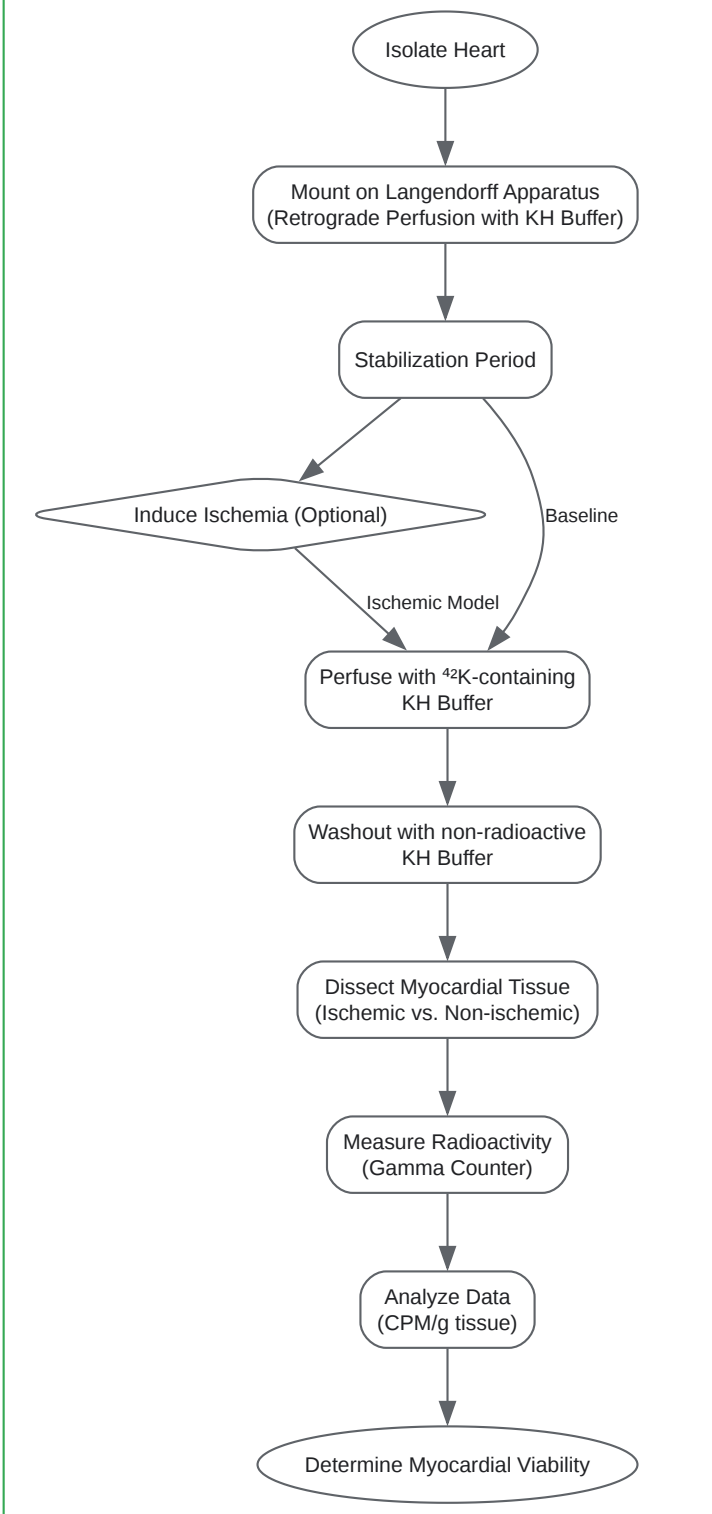 Isolate Heart
Mount on Langendorff Apparatus
(Retrograde Perfusion with KH Buffer)
Stabilization Period
Induce Ischemia (Optional)
Baseline
Ischemic Model
Perfuse with ⁴²K-containing
KH Buffer
Washout with non-radioactive
KH Buffer
Dissect Myocardial Tissue
(Ischemic vs. Non-ischemic)
Measure Radioactivity
(Gamma Counter)
Analyze Data
(CPM/g tissue)
Determine Myocardial Viability